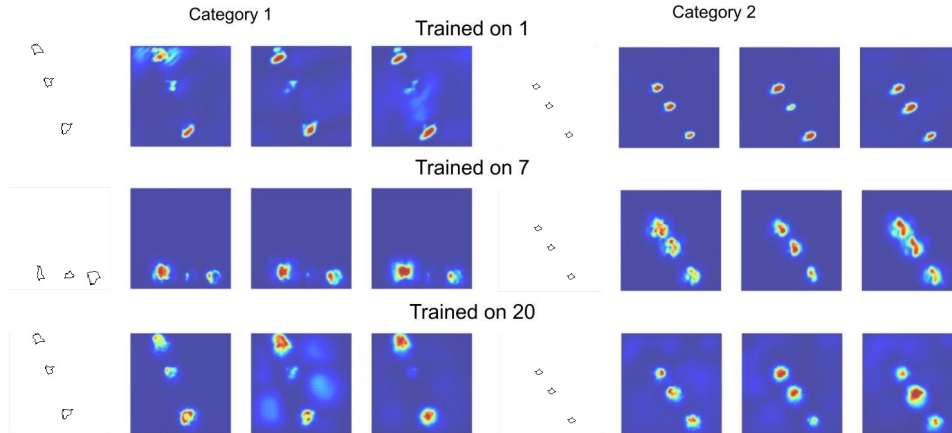 Category 1
Category 2
Trained on 1
Trained on 7
Trained on 20